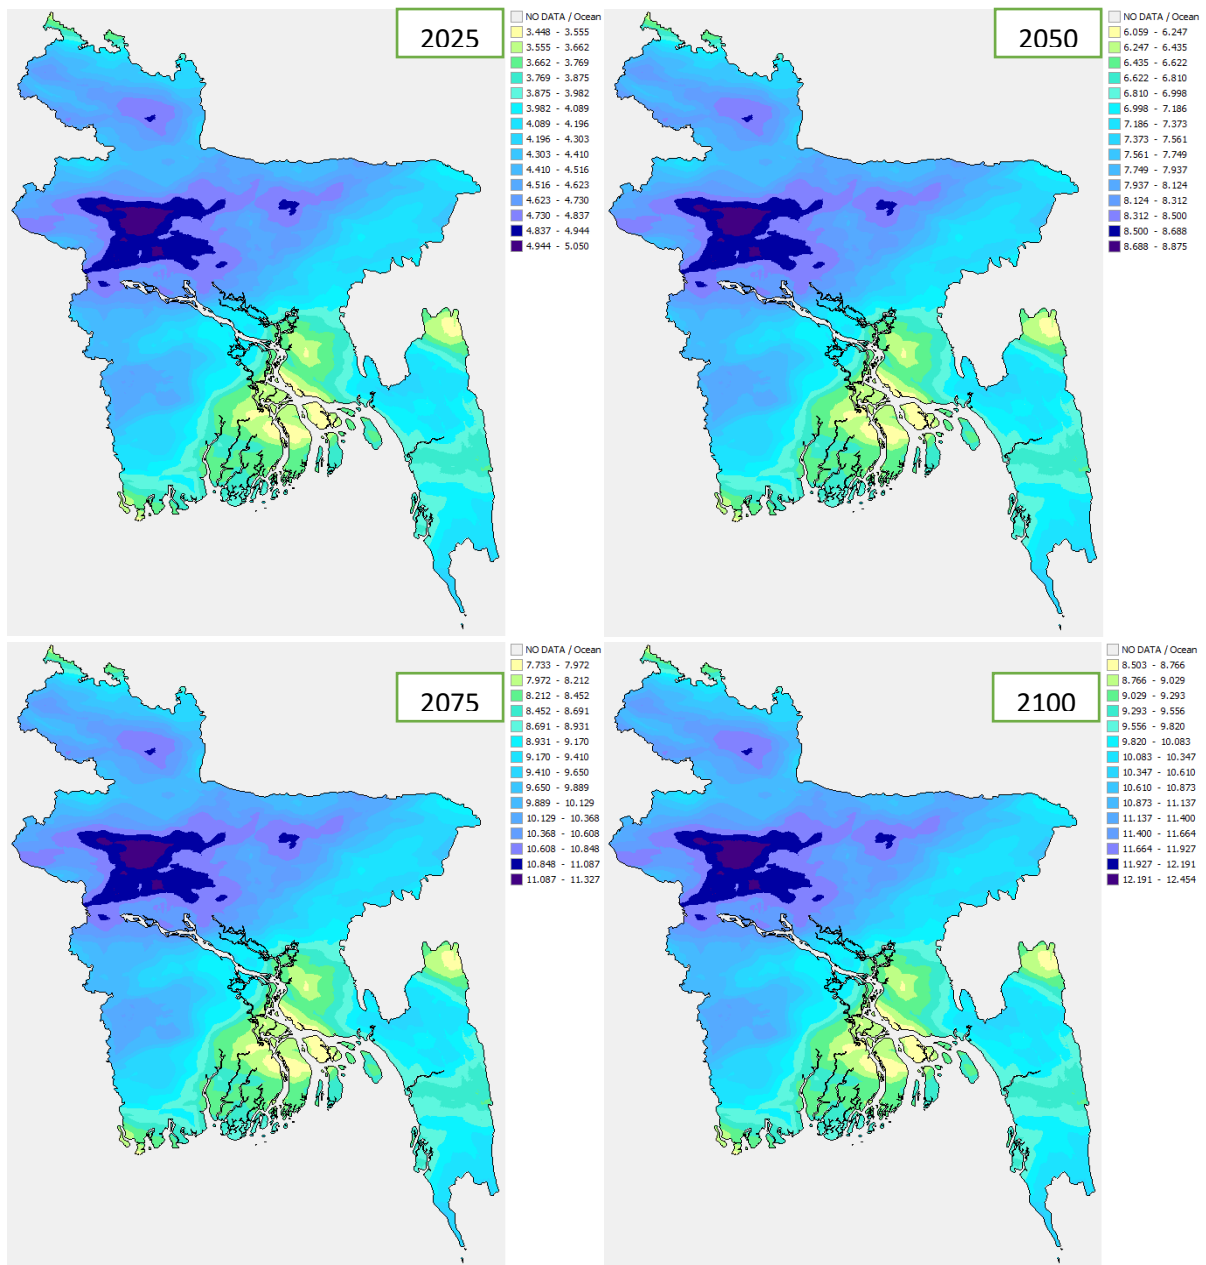 2025
NO DATA / Ocean
3.448 - 3.555
3.555 - 3.662
3.662 - 3.769
3.769 - 3.875
3.875 - 3.982
3.982 - 4.089
4.089 - 4.196
4.196 - 4.303
4.303 - 4.410
4.410 - 4.516
4.516 - 4.623
4.623 - 4.730
4.730 - 4.837
4.837 - 4.944
4.944 - 5.050
2050
NO DATA / Ocean
6.059 - 6.247
6.247 - 6.435
6.435 - 6.622
6.622 - 6.810
6.810 - 6.998
6.998 - 7.186
7.186 - 7.373
7.373 - 7.561
7.561 - 7.749
7.749 - 7.937
7.937 - 8.124
8.124 - 8.312
8.312 - 8.500
8.500 - 8.688
8.688 - 8.875
2075
NO DATA / Ocean
7.733 - 7.972
7.972 - 8.212
8.212 - 8.452
8.452 - 8.691
8.691 - 8.931
8.931 - 9.170
9.170 - 9.410
9.410 - 9.650
9.650 - 9.889
9.889 - 10.129
10.129 - 10.368
10.368 - 10.608
10.608 - 10.848
10.848 - 11.087
11.087 - 11.327
2100
NO DATA / Ocean
8.503 - 8.766
8.766 - 9.029
9.029 - 9.293
9.293 - 9.556
9.556 - 9.820
9.820 - 10.083
10.083 - 10.347
10.347 - 10.610
10.610 - 10.873
10.873 - 11.137
11.137 - 11.400
11.400 - 11.664
11.664 - 11.927
11.927 - 12.191
12.191 - 12.454